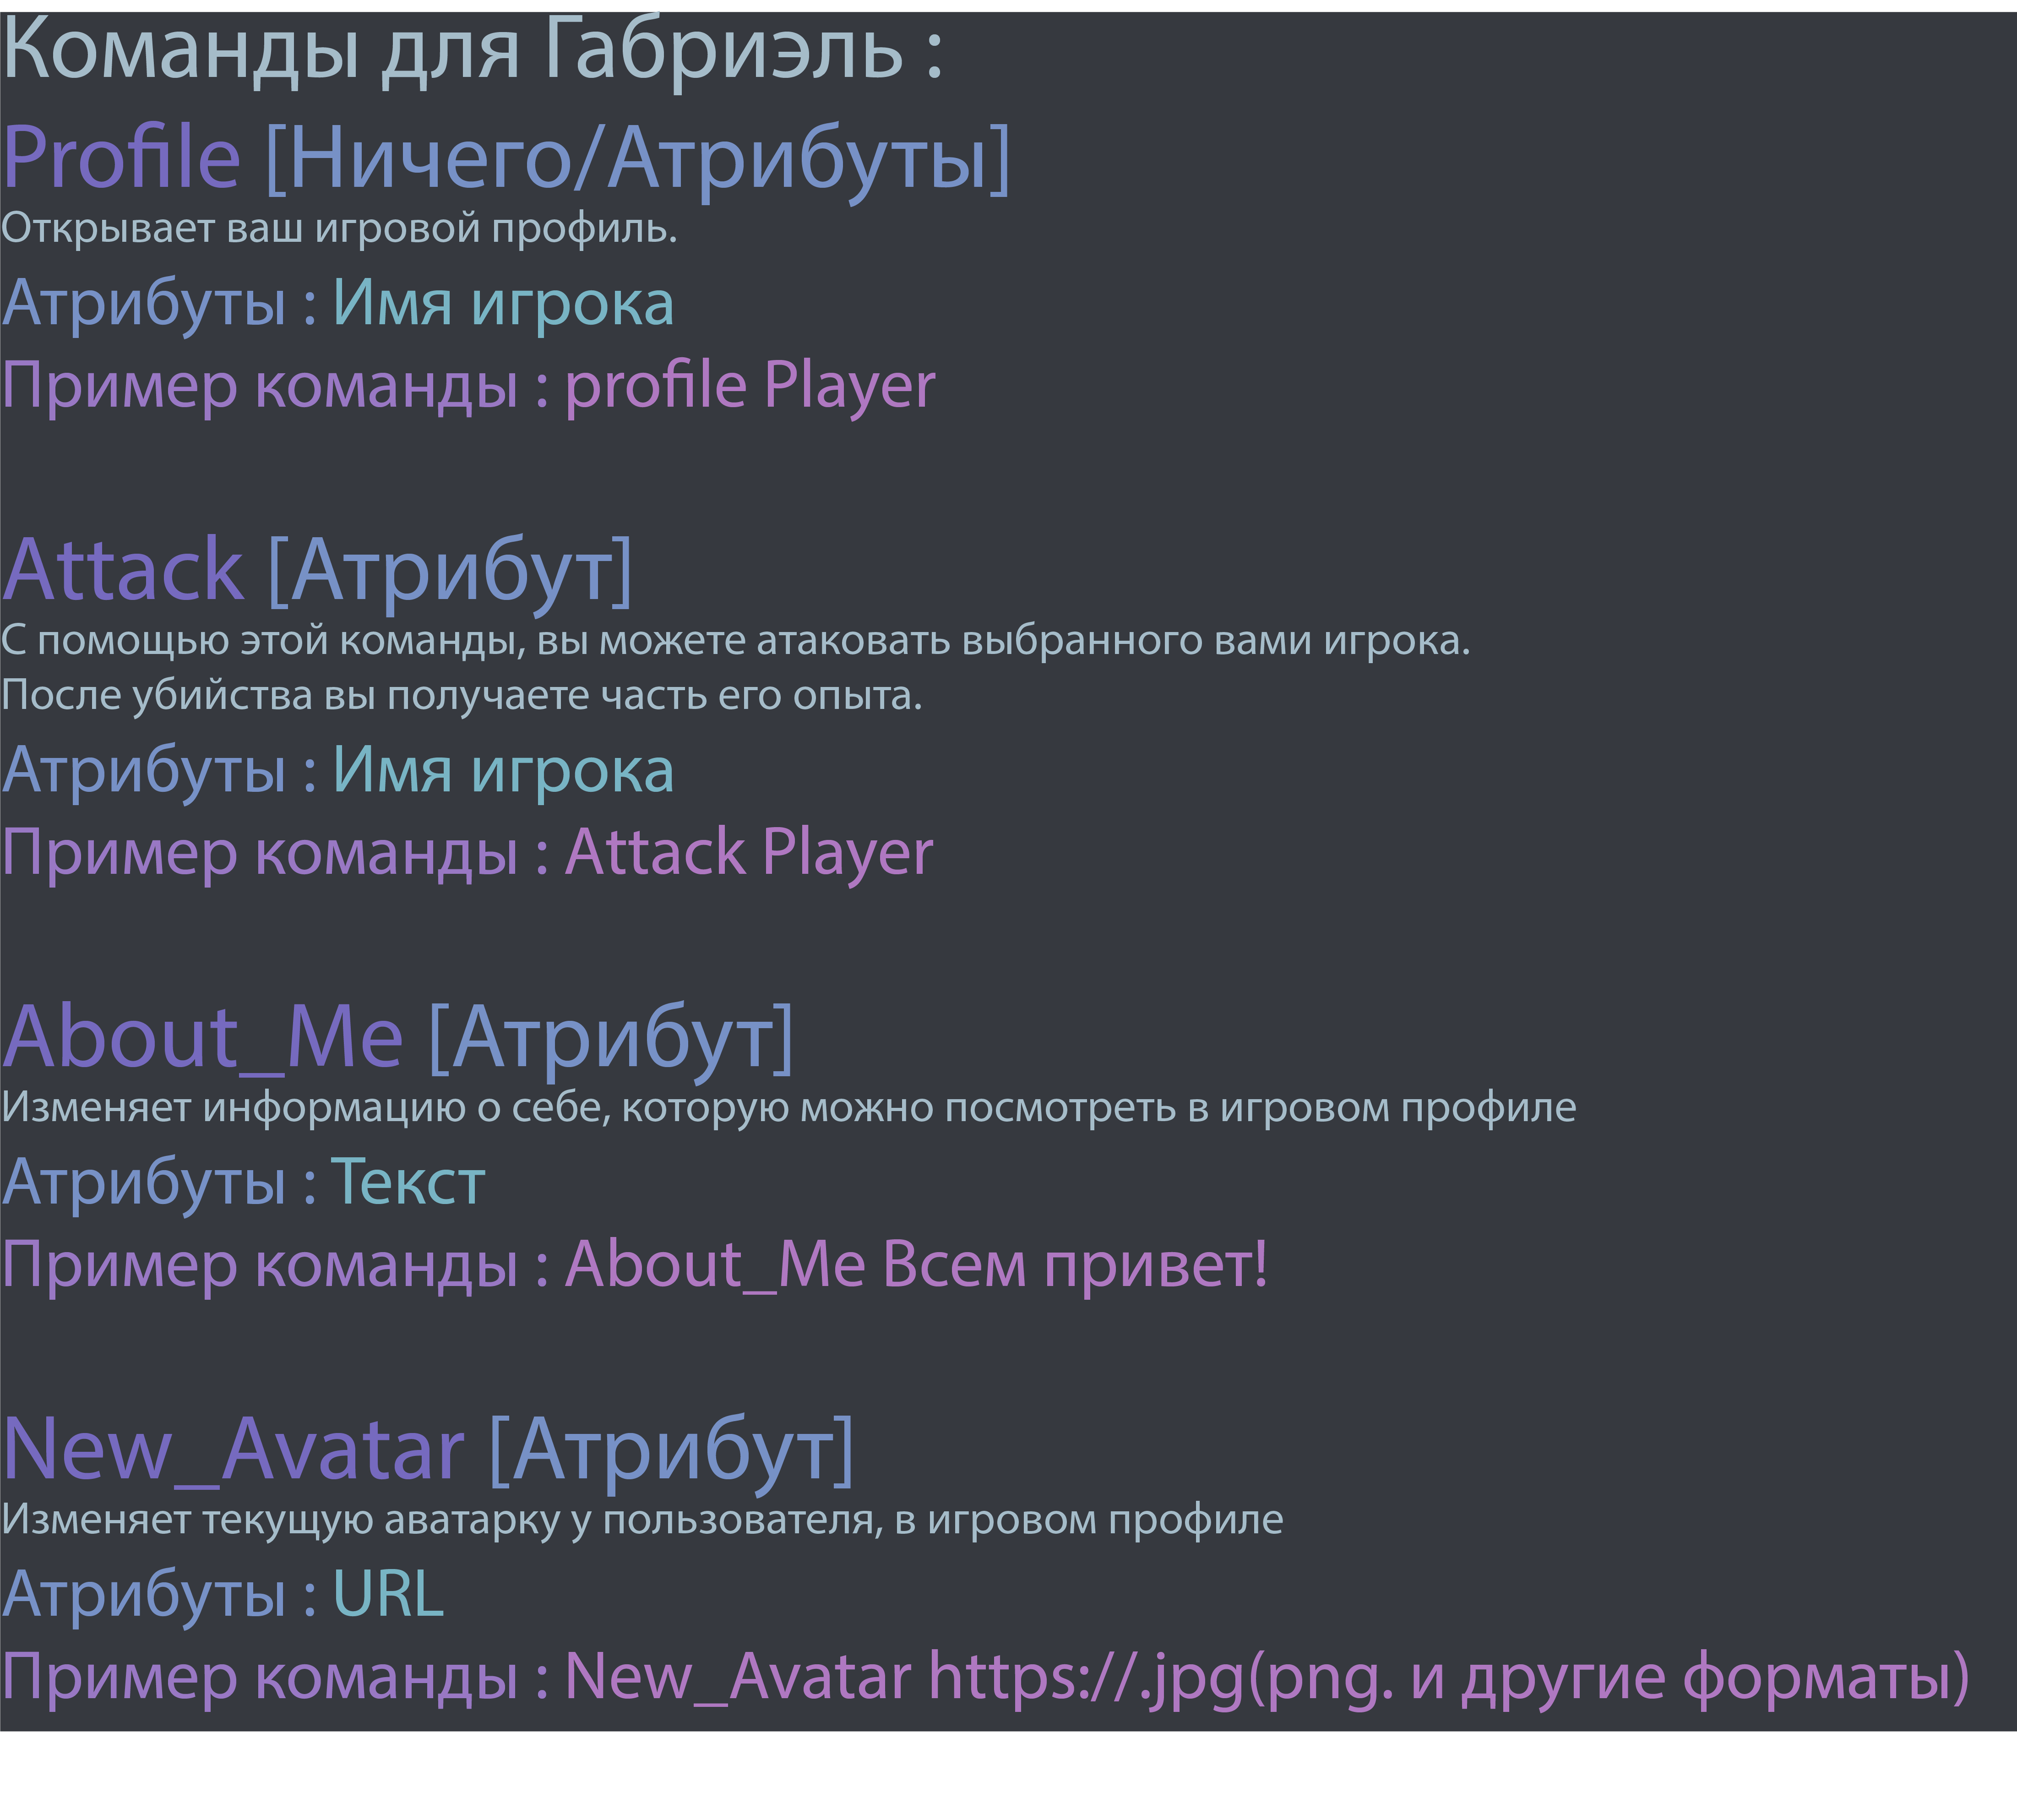 Команды для Габриэль :
Profile [Ничего/Атрибуты]
Открывает ваш игровой профиль.
Атрибуты : Имя игрока
Пример команды : profile Player
Attack [Атрибут]
С помощью этой команды, вы можете атаковать выбранного вами игрока.
После убийства вы получаете часть его опыта.
Атрибуты : Имя игрока
Пример команды : Attack Player
About_Me [Атрибут]
Изменяет информацию о себе, которую можно посмотреть в игровом профиле
Атрибуты : Текст
Пример команды : About_Me Всем привет!
New_Avatar [Атрибут]
Изменяет текущую аватарку у пользователя, в игровом профиле
Атрибуты : URL
Пример команды : New_Avatar https://.jpg(png. и другие форматы)